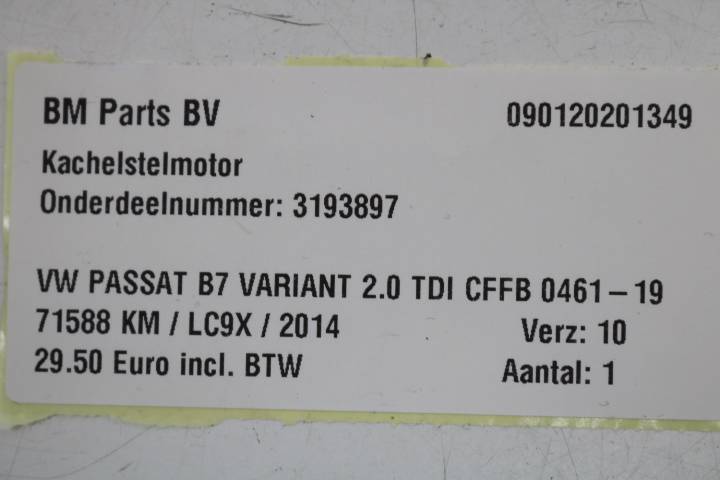 BM Parts BV 090120201349
Kachelstelmotor
Onderdeelnummer: 3193897
VW PASSAT B7 VARIANT 2.0 TDI CFFB 0461-19
71588 KM / LC9X / 2014 Verz: 10
29.50 Euro incl. BTW Aantal: 1